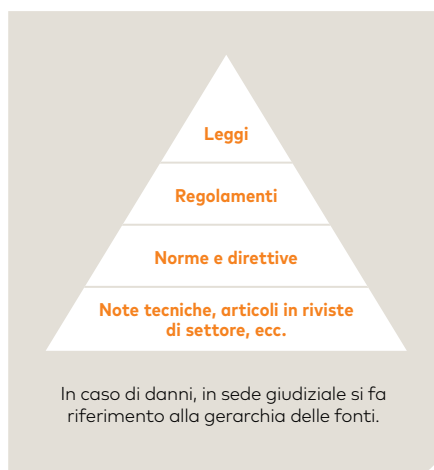 Leggi
Regolamenti
Norme e direttive
Note tecniche, articoli in riviste
di settore, ecc.
In caso di danni, in sede giudiziale si fa
riferimento alla gerarchia delle fonti.